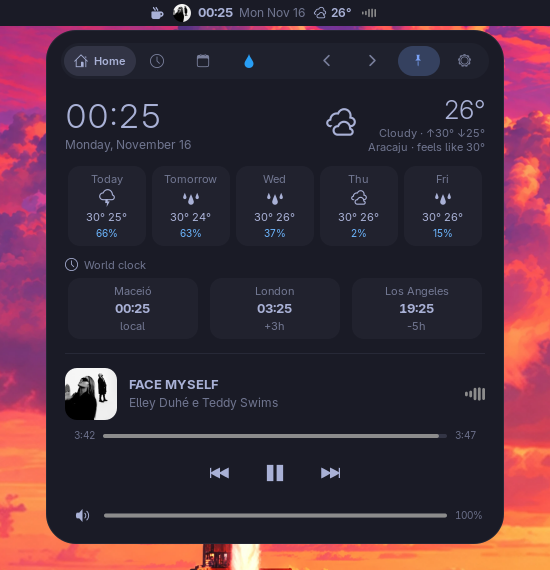 00:25 Mon Nov 16 26°
Home
00:25
Monday, November 16
26°
Cloudy · ↑30° ↓25°
Aracaju · feels like 30°
Today Tomorrow Wed Thu Fri
30° 25° 30° 24° 30° 26° 30° 26° 30° 26°
66% 63% 37% 2% 15%
World clock
Maceió London Los Angeles
00:25 03:25 19:25
local +3h -5h
FACE MYSELF
Elley Duhé e Teddy Swims
3:42 3:47
100%